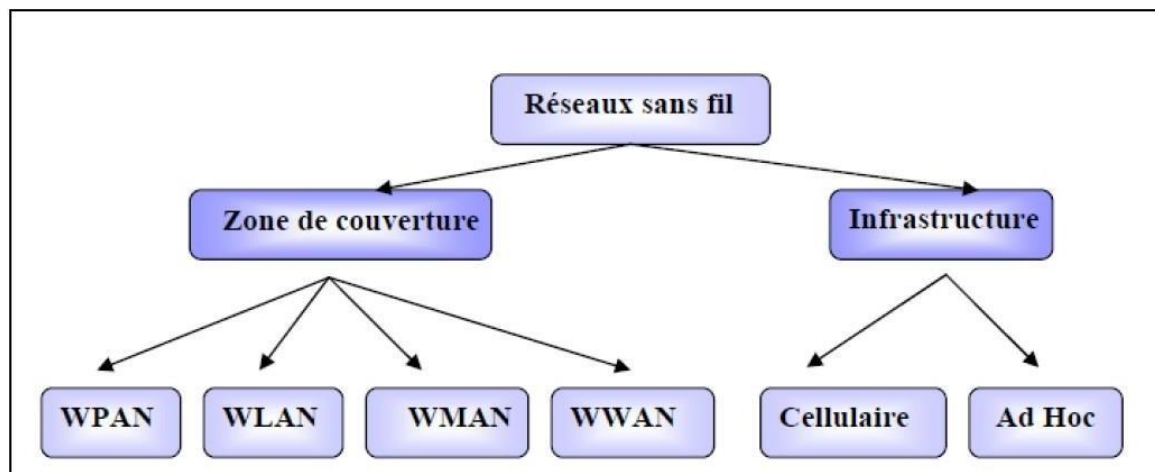 Réseaux sans fil
Zone de couverture
Infrastructure
WPAN
WLAN
WMAN
WWAN
Cellulaire
Ad Hoc